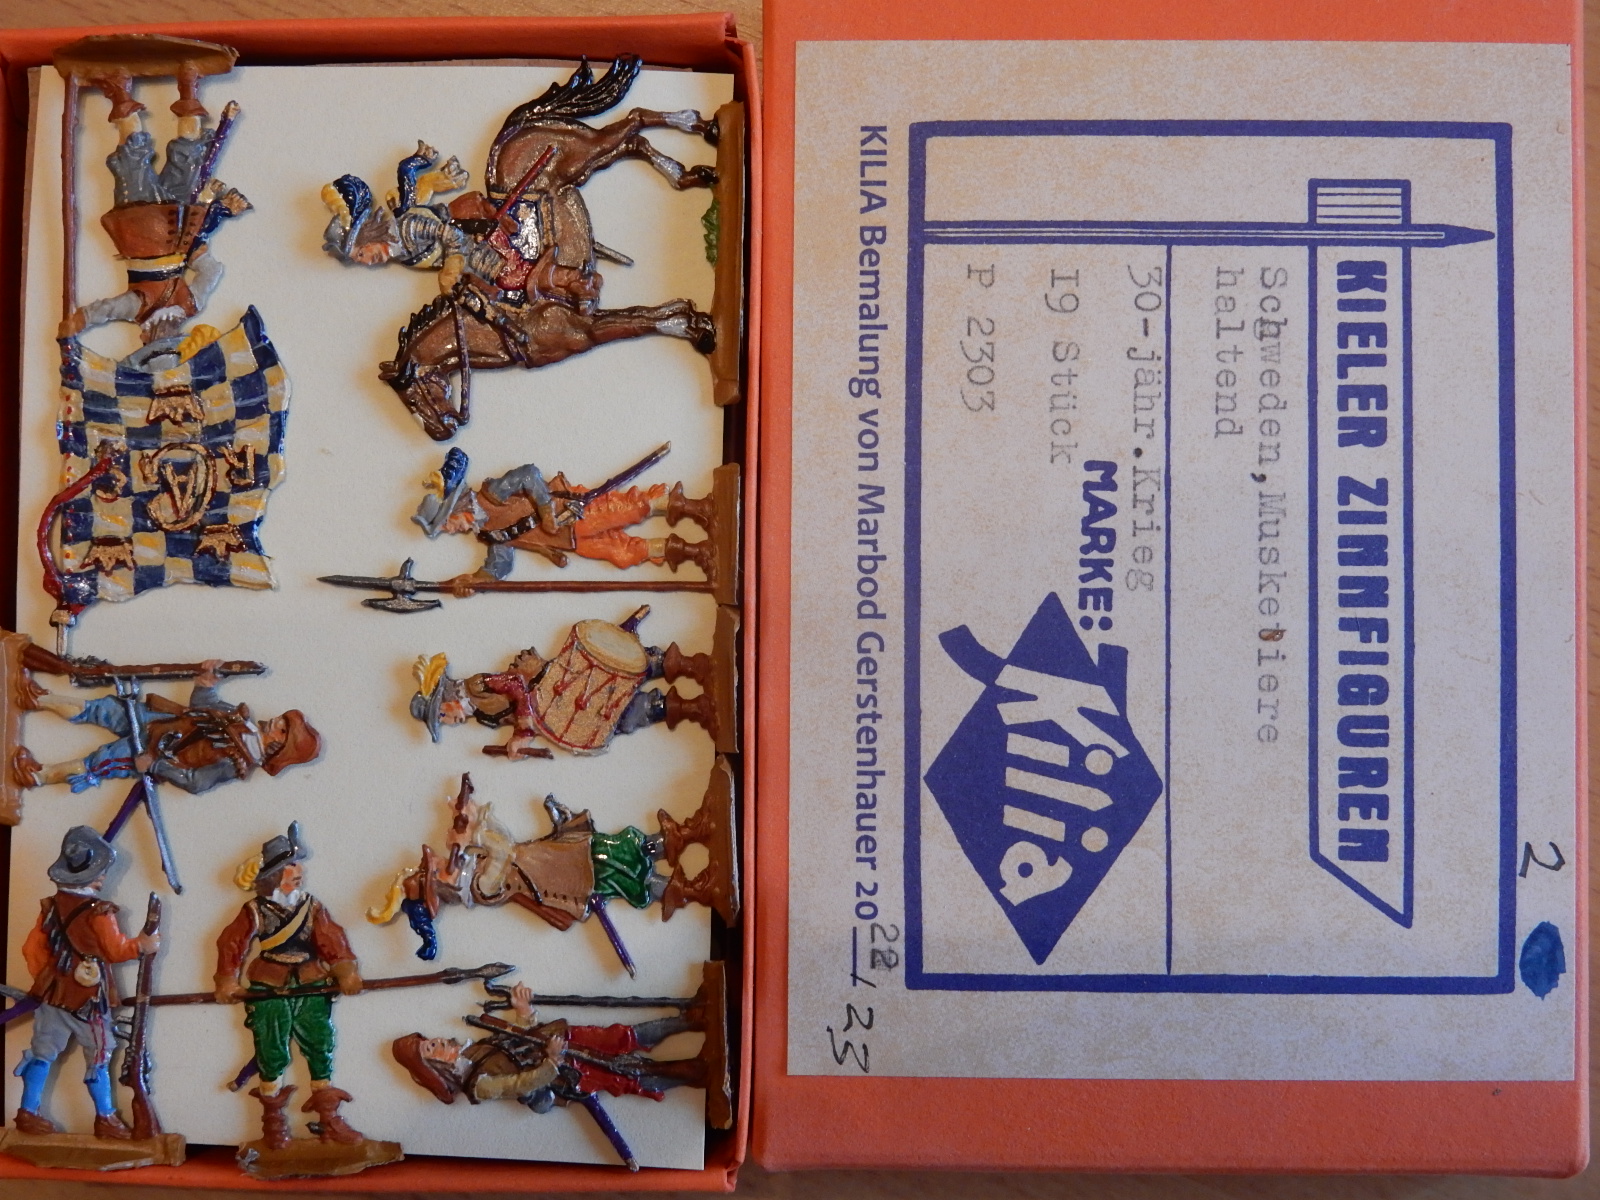 2
KIELER ZINNFIGUREN
Schweden,Musketiere
haltend
30-jähr.Krieg
MARKE:
Kilia
19 Stück
P 2303
KILIA Bemalung von Marbod Gerstenhauer 2022/23